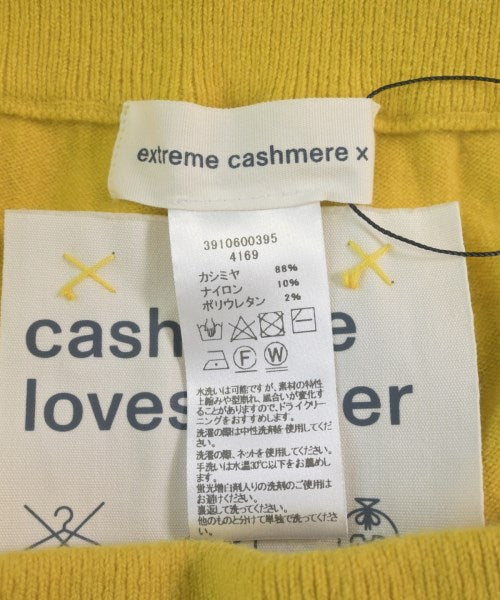 extreme cashmere x
3910600395
4169
カシミヤ 88%
ナイロン 10%
ポリウレタン 2%
F W
水洗いは可能ですが、素材の特性
上縮みや型崩れ、風合いが変化す
ることがありますので、ドライクリー
ニングをおすすめします。
洗濯の際は中性洗剤を使用してください。
洗濯の際、ネットを使用してください。
手洗いは水温30℃以下をお薦めし
ます。
蛍光増白剤入りの洗剤のご使用は
お避けください。
裏返して洗ってください。
他のものと分けて単独で洗ってください。
cash e
loves er